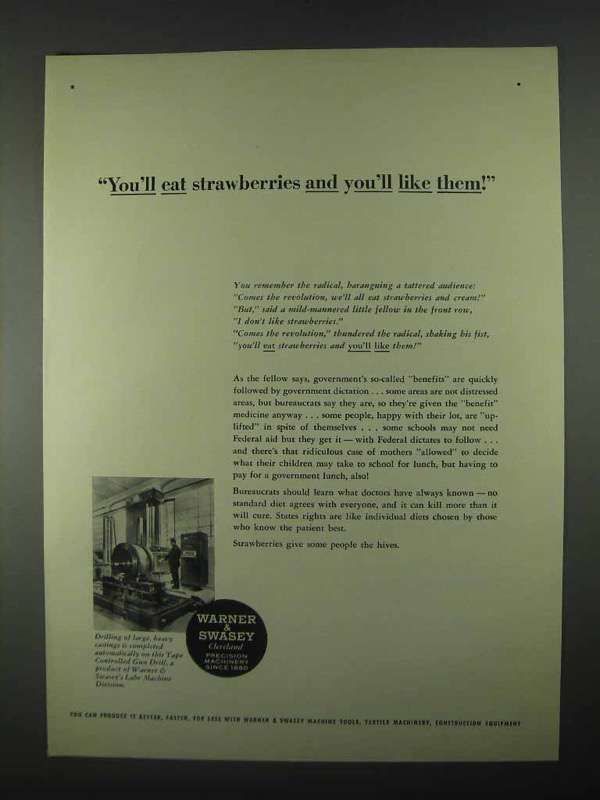 “You'll eat strawberries and you'll like them!”
You remember the radical, haranguing a tattered audience:
"Comes the revolution, we'll all eat strawberries and cream!"
"But," said a mild-mannered little fellow in the front row,
"I don't like strawberries."
"Comes the revolution," thundered the radical, shaking his fist,
"you'll eat strawberries and you'll like them!"
As the fellow says, government's so-called "benefits" are quickly
followed by government dictation . . . some areas are not distressed
areas, but bureaucrats say they are, so they're given the "benefit"
medicine anyway . . . some people, happy with their lot, are "up-
lifted" in spite of themselves . . . some schools may not need
Federal aid but they get it — with Federal dictates to follow . . .
and there's that ridiculous case of mothers "allowed" to decide
what their children may take to school for lunch, but having to
pay for a government lunch, also!
Bureaucrats should learn what doctors have always known — no
standard diet agrees with everyone, and it can kill more than it
will cure. States rights are like individual diets chosen by those
who know the patient best.
Strawberries give some people the hives.
Drilling of large, heavy
castings is completed
automatically on this Tape
Controlled Gun Drill, a
product of Warner &
Swasey's Lake Machine
Division.
WARNER
&
SWASEY
Cleveland
PRECISION
MACHINERY
SINCE 1880
YOU CAN PRODUCE IT BETTER, FASTER, FOR LESS WITH WARNER & SWASEY MACHINE TOOLS, TEXTILE MACHINERY, CONSTRUCTION EQUIPMENT